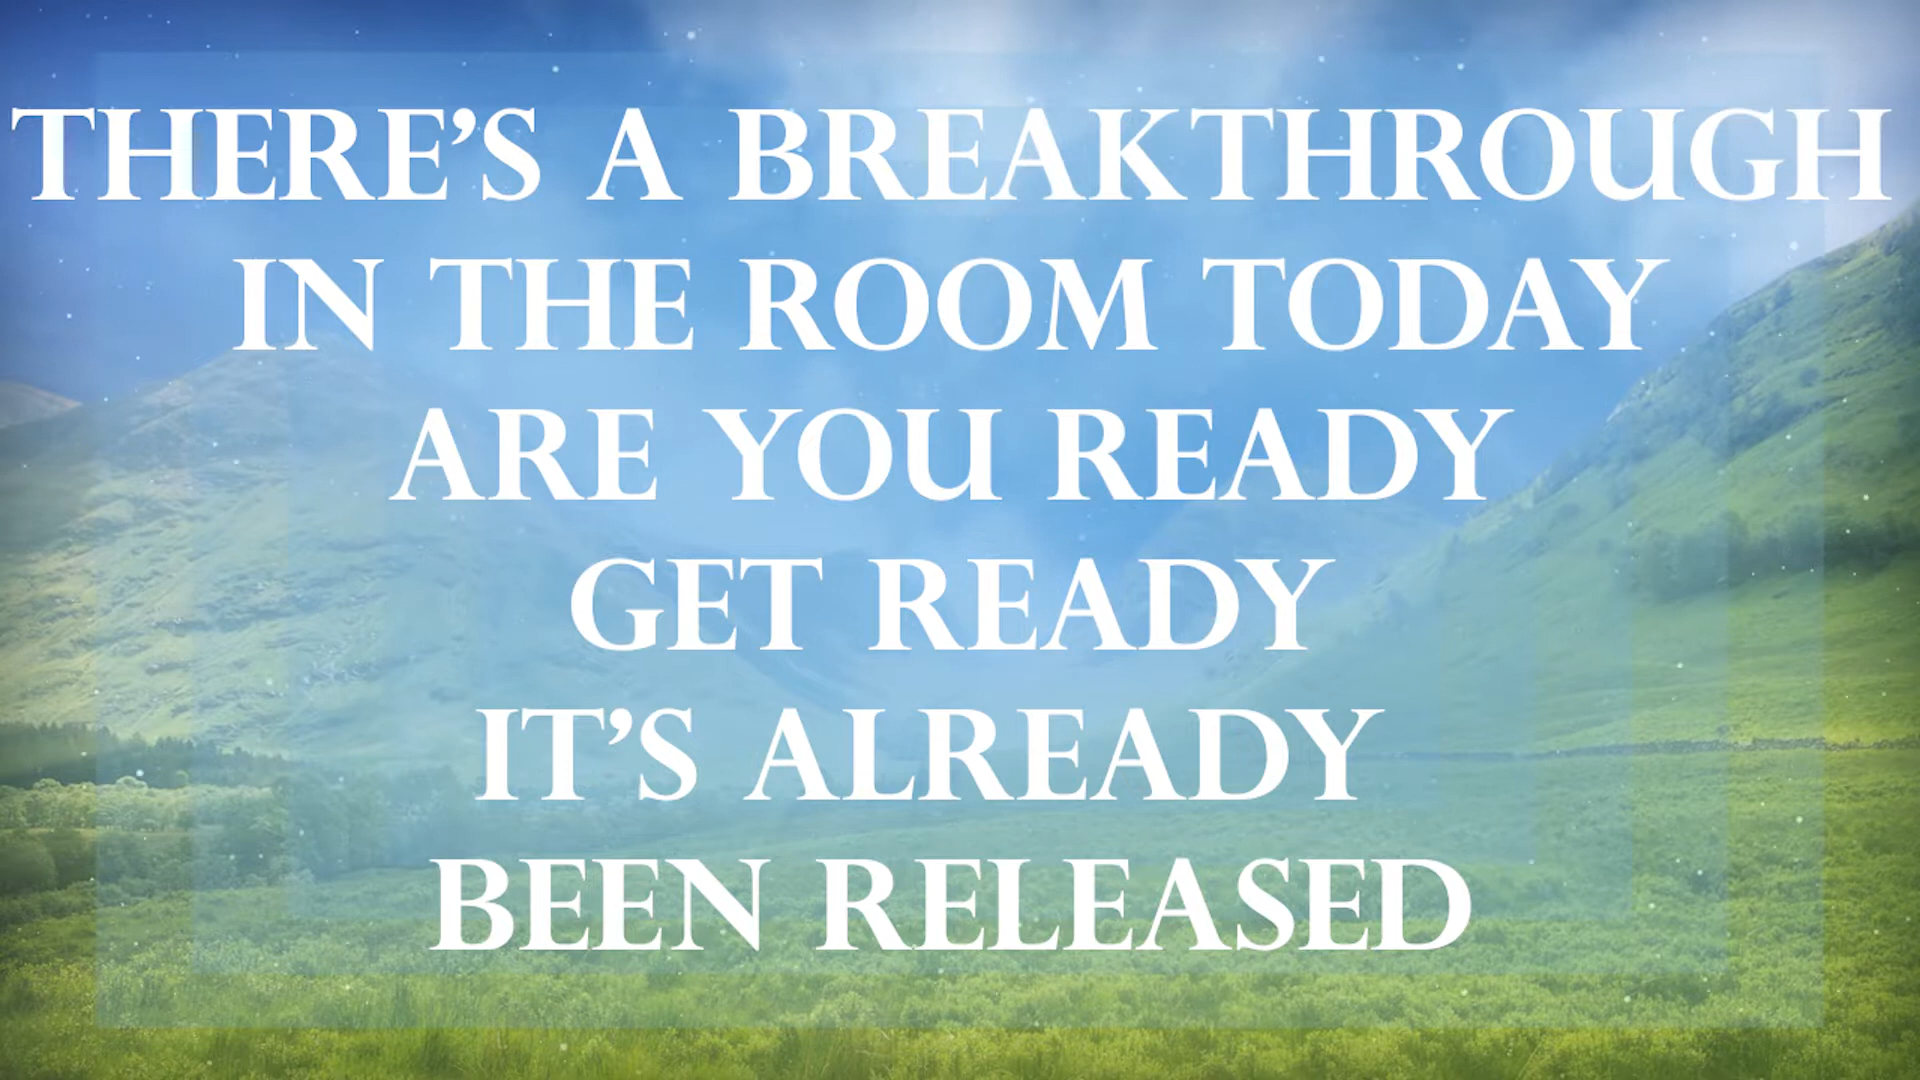 THERE'S A BREAKTHROUGH
IN THE ROOM TODAY
ARE YOU READY
GET READY
IT'S ALREADY
BEEN RELEASED